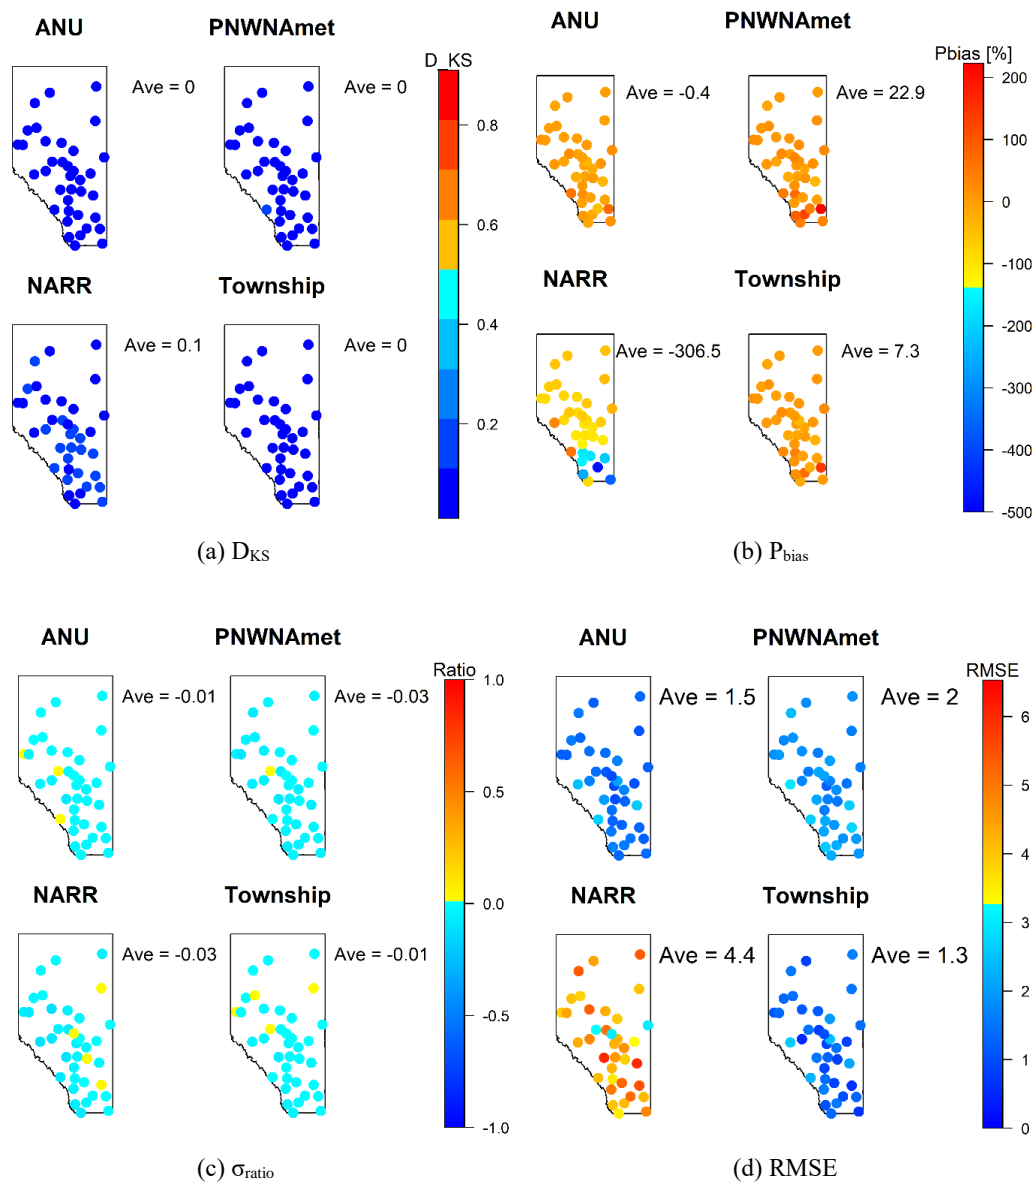 ANU PNWNAmet
D_KS
Ave = 0 Ave = 0
0.8
0.6
NARR Township
0.4
Ave = 0.1 Ave = 0
0.2
(a) DKS
ANU PNWNAmet
Pbias [%]
200
Ave = -0.4 Ave = 22.9
100
0
-100
NARR Township
-200
Ave = -306.5 Ave = 7.3
-300
-400
-500
(b) Pbias
ANU PNWNAmet
Ratio
1.0
Ave = -0.01 Ave = -0.03
0.5
NARR Township
0.0
Ave = -0.03 Ave = -0.01
-0.5
-1.0
(c) σratio
ANU PNWNAmet
RMSE
Ave = 1.5 Ave = 2
6
5
4
NARR Township
3
Ave = 4.4 Ave = 1.3
2
1
0
(d) RMSE